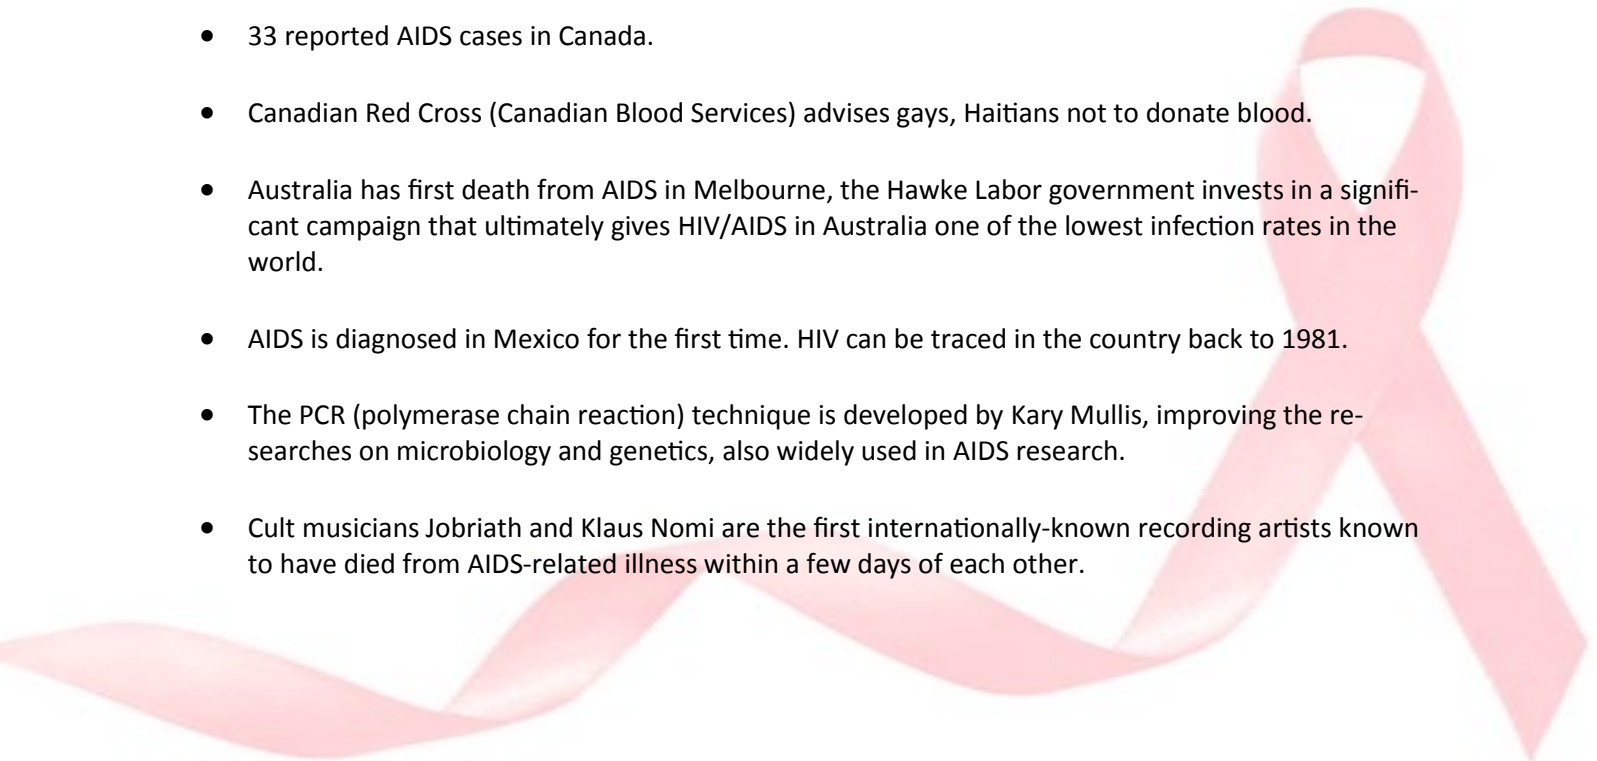 • 33 reported AIDS cases in Canada.
• Canadian Red Cross (Canadian Blood Services) advises gays, Haitians not to donate blood.
• Australia has first death from AIDS in Melbourne, the Hawke Labor government invests in a signifi-
cant campaign that ultimately gives HIV/AIDS in Australia one of the lowest infection rates in the
world.
• AIDS is diagnosed in Mexico for the first time. HIV can be traced in the country back to 1981.
• The PCR (polymerase chain reaction) technique is developed by Kary Mullis, improving the re-
searches on microbiology and genetics, also widely used in AIDS research.
• Cult musicians Jobriath and Klaus Nomi are the first internationally-known recording artists known
to have died from AIDS-related illness within a few days of each other.